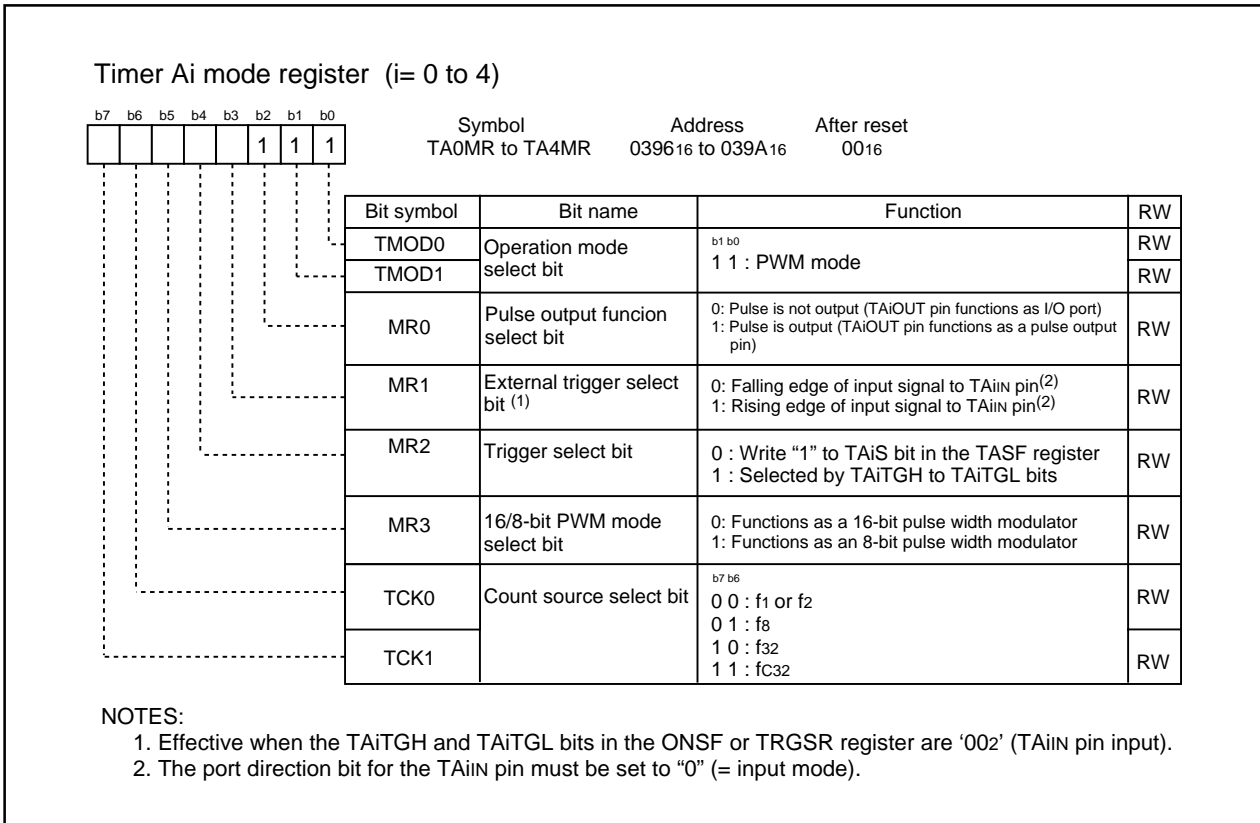 Timer Ai mode register (i= 0 to 4)
b7 b6 b5 b4 b3 b2 b1 b0
1 1 1
Symbol Address After reset
TA0MR to TA4MR 039616 to 039A16 0016
Bit symbol Bit name Function RW
TMOD0 Operation mode select bit b1 b0 RW
TMOD1 1 1 : PWM mode RW
MR0 Pulse output funcion select bit 0: Pulse is not output (TAiOUT pin functions as I/O port) RW
1: Pulse is output (TAiOUT pin functions as a pulse output
pin)
MR1 External trigger select bit (1) 0: Falling edge of input signal to TAiIN pin(2) RW
1: Rising edge of input signal to TAiIN pin(2)
MR2 Trigger select bit 0 : Write “1” to TAiS bit in the TASF register RW
1 : Selected by TAiTGH to TAiTGL bits
MR3 16/8-bit PWM mode select bit 0: Functions as a 16-bit pulse width modulator RW
1: Functions as an 8-bit pulse width modulator
b7 b6
TCK0 Count source select bit 0 0 : f1 or f2 RW
0 1 : f8
1 0 : f32
TCK1 1 1 : fC32 RW
NOTES:
1. Effective when the TAiTGH and TAiTGL bits in the ONSF or TRGSR register are ‘002’ (TAiIN pin input).
2. The port direction bit for the TAiIN pin must be set to “0” (= input mode).